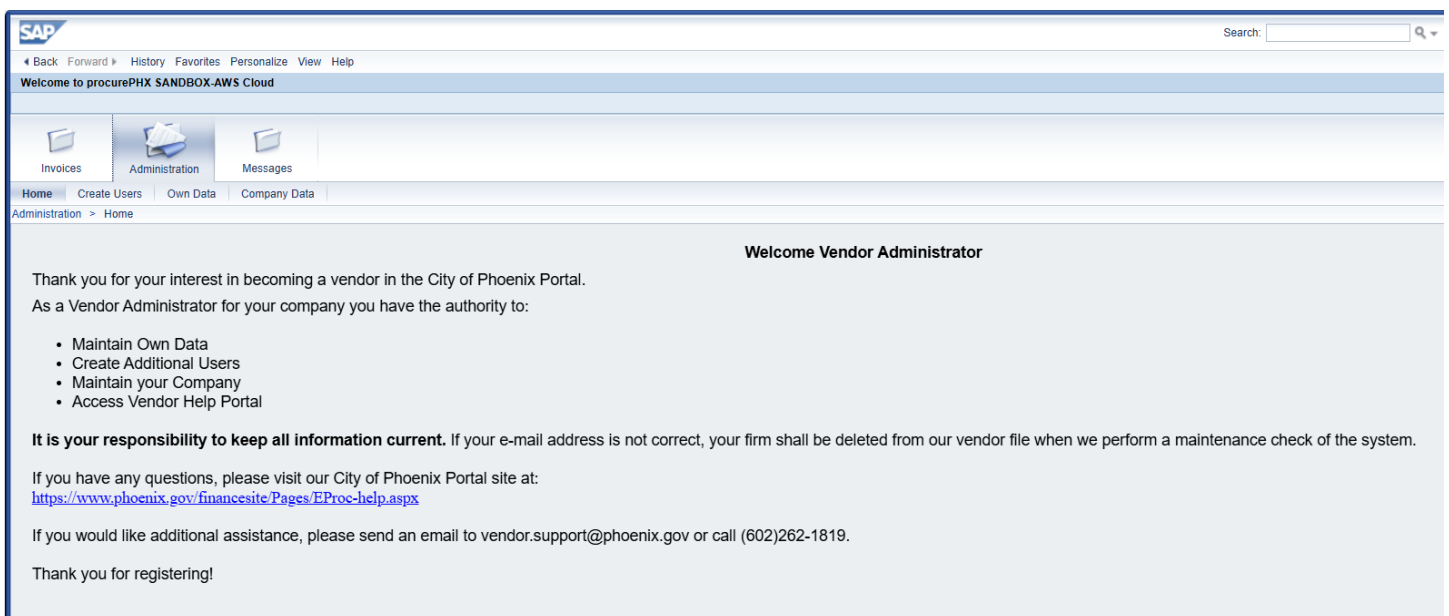 SAP
Search:
Back Forward History Favorites Personalize View Help
Welcome to procurePHX SANDBOX-AWS Cloud
Invoices Administration Messages
Home Create Users Own Data Company Data
Administration > Home
Welcome Vendor Administrator
Thank you for your interest in becoming a vendor in the City of Phoenix Portal.
As a Vendor Administrator for your company you have the authority to:
• Maintain Own Data
• Create Additional Users
• Maintain your Company
• Access Vendor Help Portal
It is your responsibility to keep all information current. If your e-mail address is not correct, your firm shall be deleted from our vendor file when we perform a maintenance check of the system.
If you have any questions, please visit our City of Phoenix Portal site at:
https://www.phoenix.gov/financesite/Pages/EProc-help.aspx
If you would like additional assistance, please send an email to vendor.support@phoenix.gov or call (602)262-1819.
Thank you for registering!